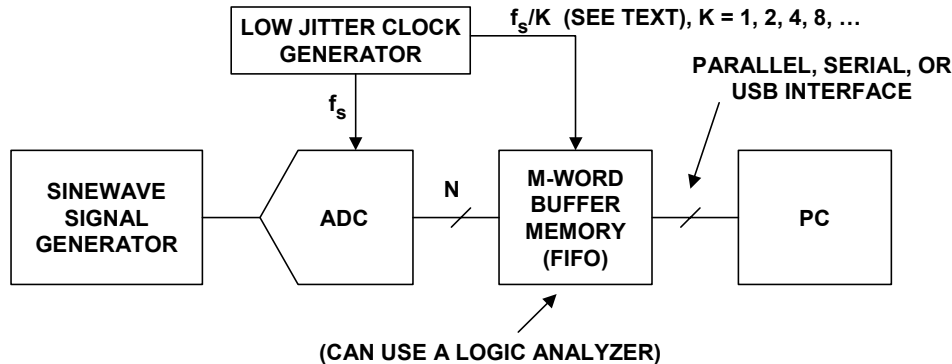 LOW JITTER CLOCK
GENERATOR
fs/K (SEE TEXT), K = 1, 2, 4, 8, …
PARALLEL, SERIAL, OR
USB INTERFACE
fs
SINEWAVE
SIGNAL
GENERATOR
ADC
N
M-WORD
BUFFER
MEMORY
(FIFO)
PC
(CAN USE A LOGIC ANALYZER)